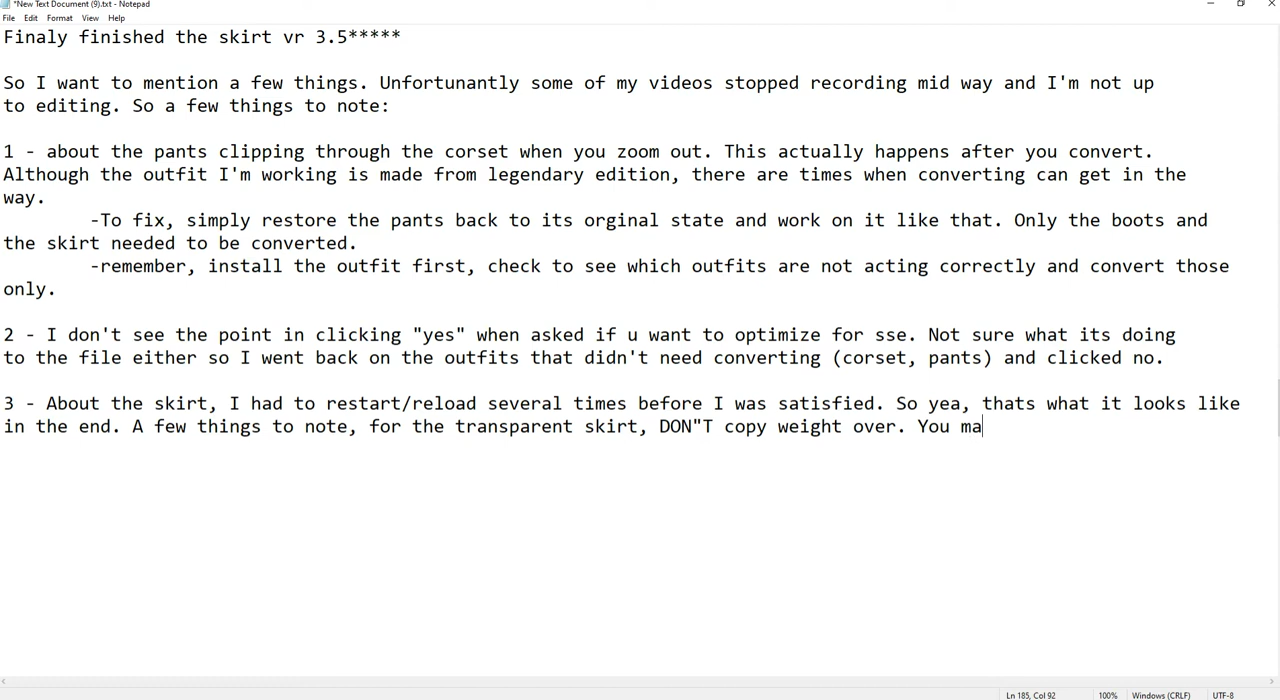 *New Text Document (9).txt - Notepad
File Edit Format View Help
Finaly finished the skirt vr 3.5*****
So I want to mention a few things. Unfortunantly some of my videos stopped recording mid way and I'm not up
to editing. So a few things to note:
1 - about the pants clipping through the corset when you zoom out. This actually happens after you convert.
Although the outfit I'm working is made from legendary edition, there are times when converting can get in the
way.
-To fix, simply restore the pants back to its orginal state and work on it like that. Only the boots and
the skirt needed to be converted.
-remember, install the outfit first, check to see which outfits are not acting correctly and convert those
only.
2 - I don't see the point in clicking "yes" when asked if u want to optimize for sse. Not sure what its doing
to the file either so I went back on the outfits that didn't need converting (corset, pants) and clicked no.
3 - About the skirt, I had to restart/reload several times before I was satisfied. So yea, thats what it looks like
in the end. A few things to note, for the transparent skirt, DON"T copy weight over. You ma
Ln 185, Col 92 100% Windows (CRLF) UTF-8